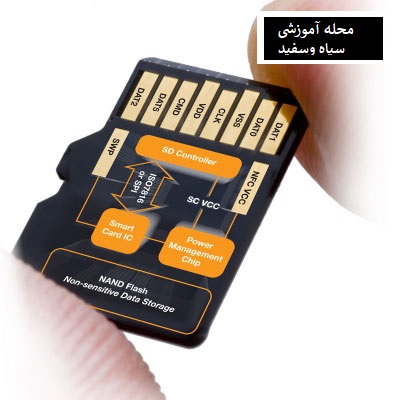 محله آموزشی
سیاه وسفید
DAT2
DAT5
CMD
VDD
CLK
VSS
DAT0
DAT1
SWP
SD Controller
NFC VCC
ISO7816
or SPI
SC VCC
Smart
Card IC
Power
Management
Chip
NAND Flash
Non-sensitive Data Storage